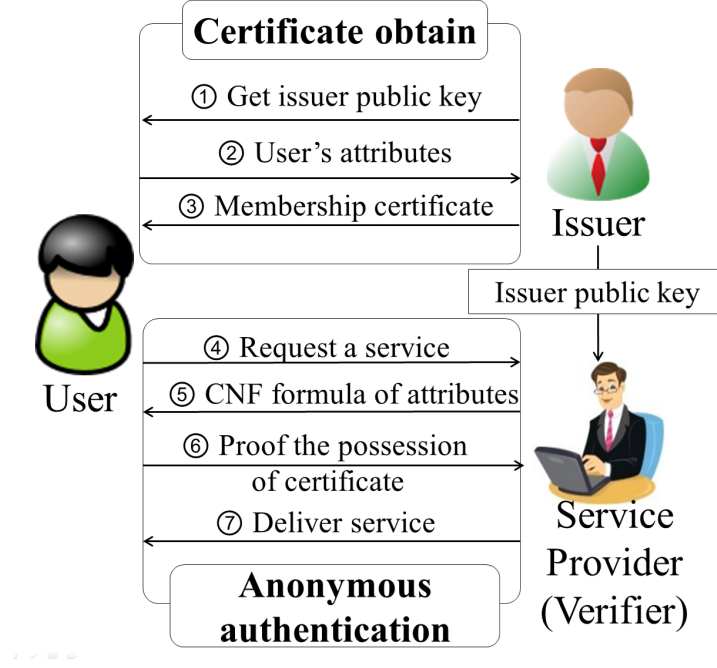 Certificate obtain
① Get issuer public key
② User’s attributes
③ Membership certificate
Issuer
Issuer public key
User
④ Request a service
⑤ CNF formula of attributes
⑥ Proof the possession
of certificate
⑦ Deliver service
Service
Provider
(Verifier)
Anonymous
authentication